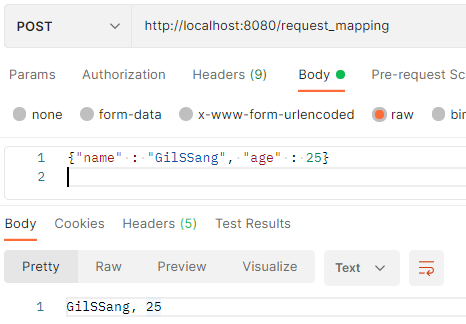 POST http://localhost:8080/request_mapping
Params Authorization Headers (9) Body Pre-request Sc
none form-data x-www-form-urlencoded raw bin
1 {"name" : "GilSSang", "age" : 25}
2
Body Cookies Headers (5) Test Results
Pretty Raw Preview Visualize Text
1 GilSSang, 25